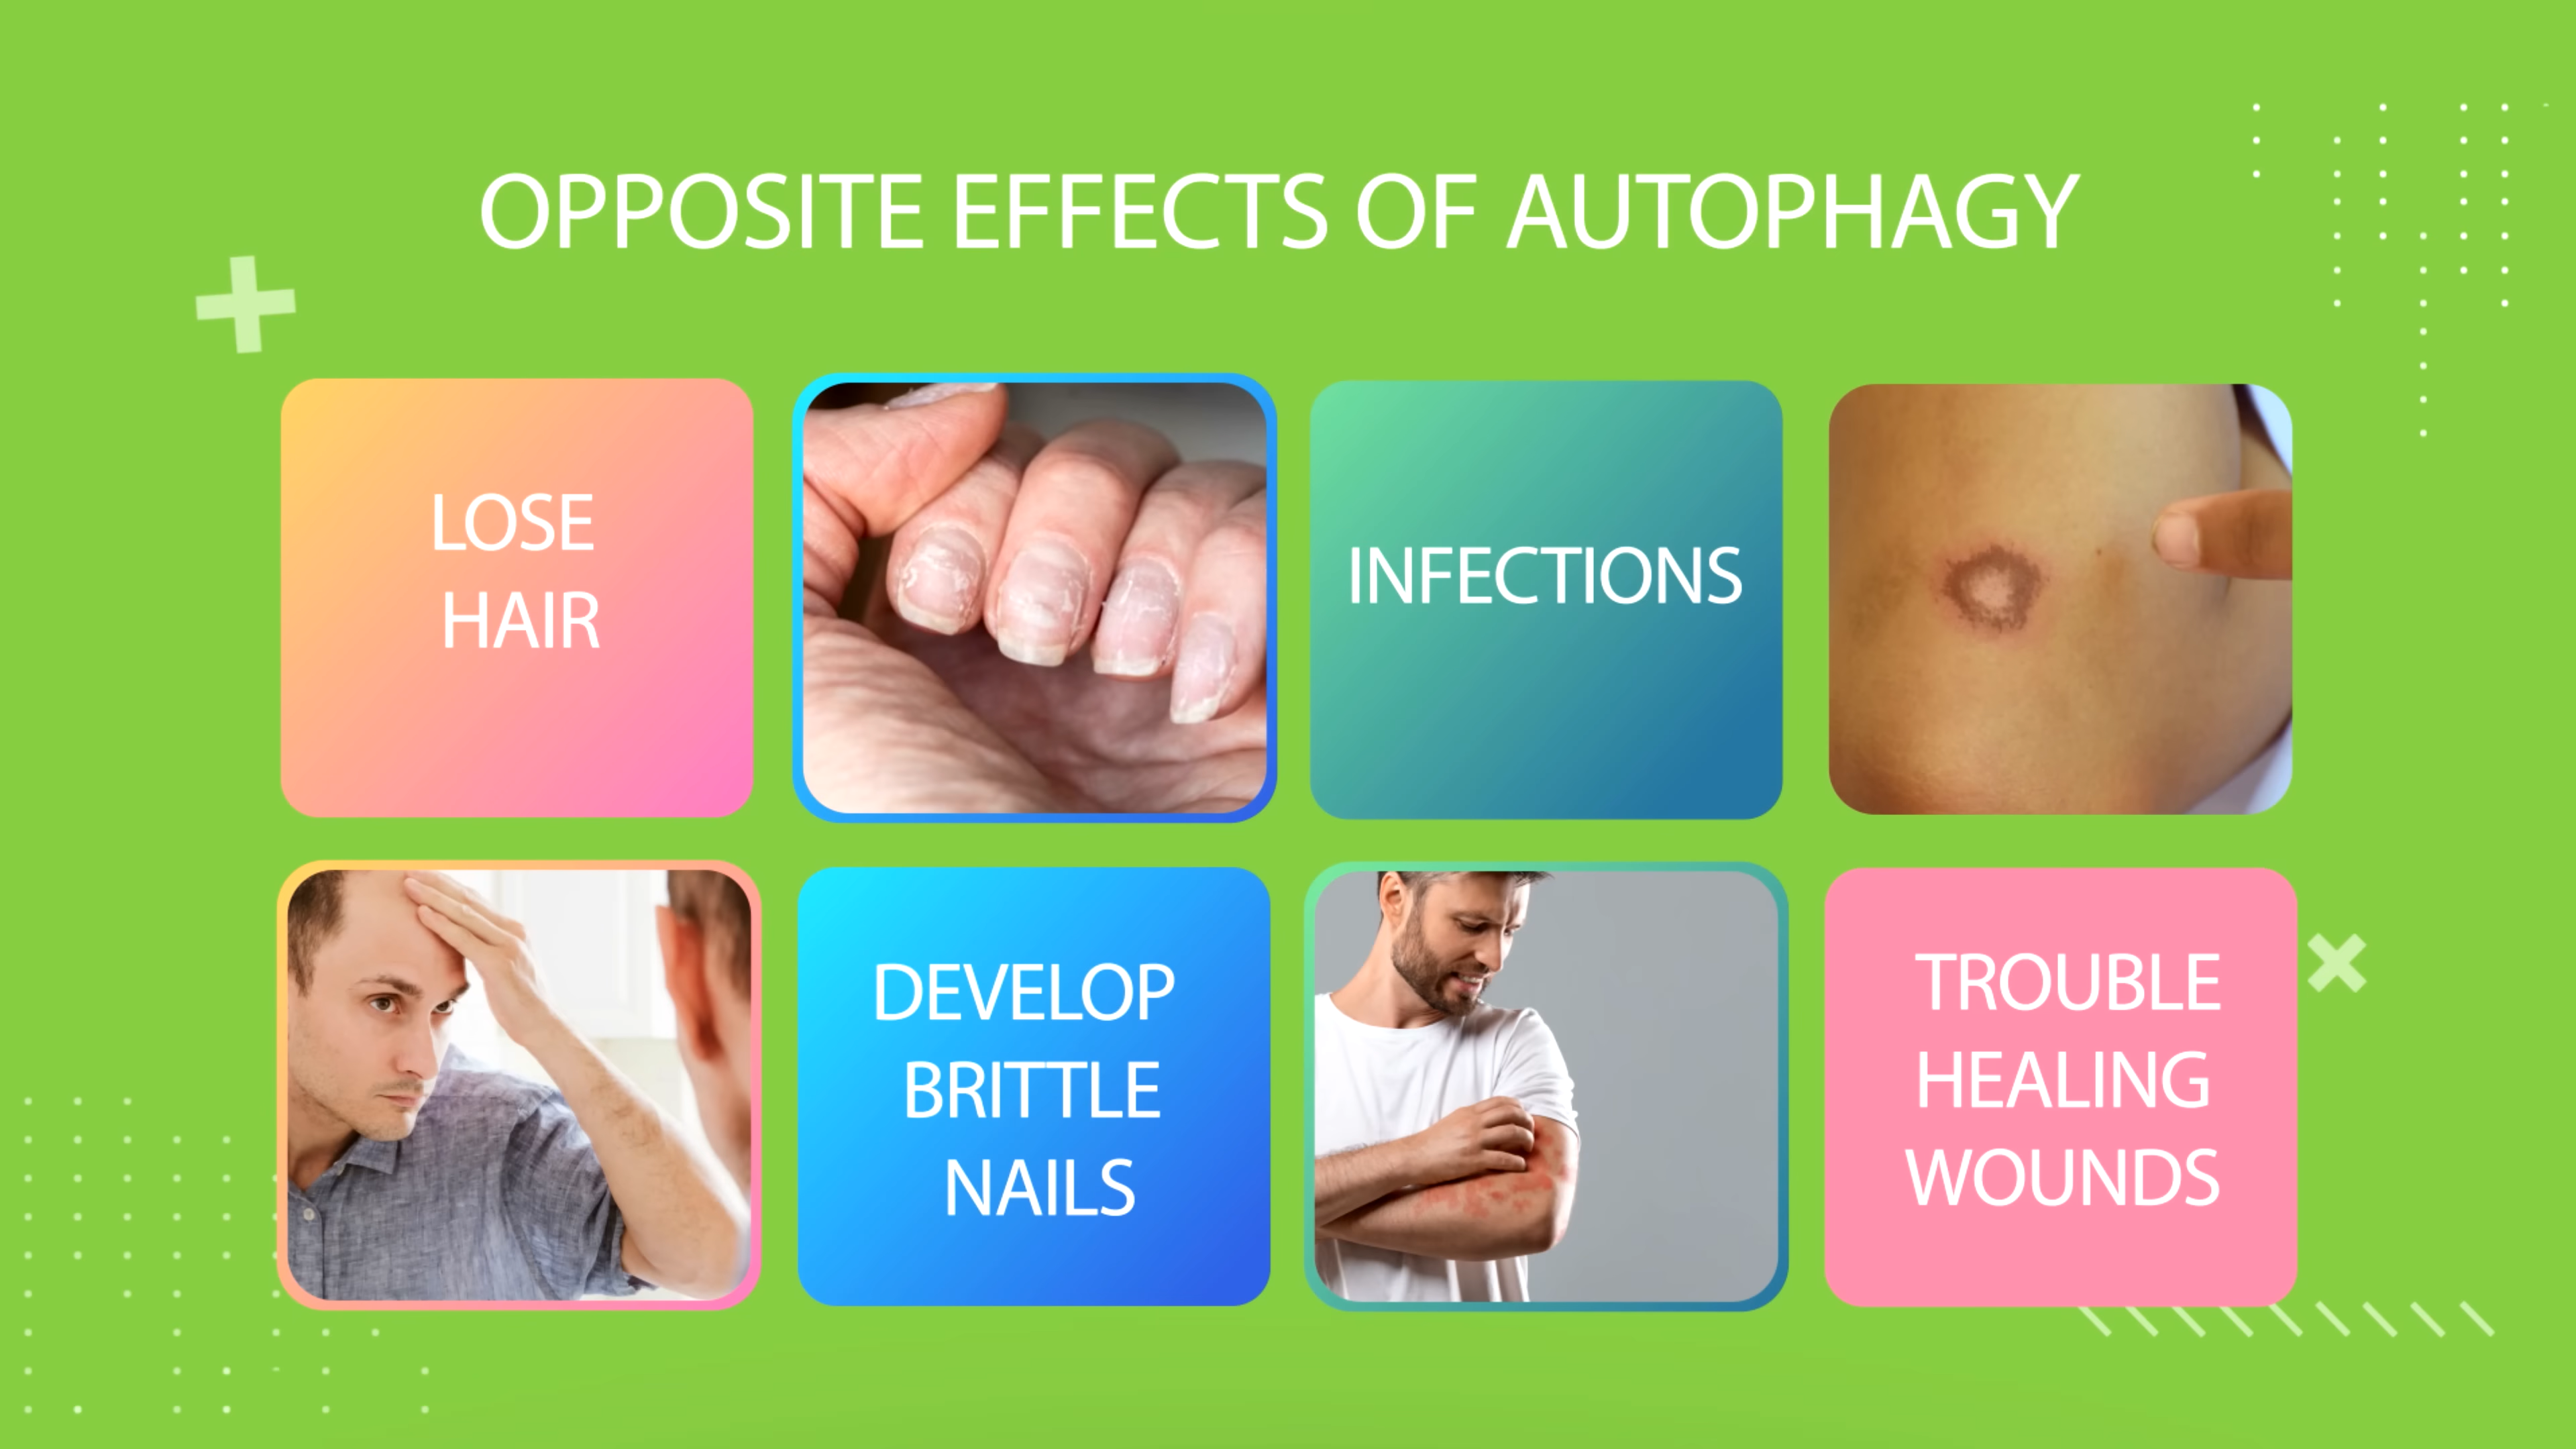 OPPOSITE EFFECTS OF AUTOPHAGY
LOSE
HAIR
INFECTIONS
DEVELOP
BRITTLE
NAILS
TROUBLE
HEALING
WOUNDS